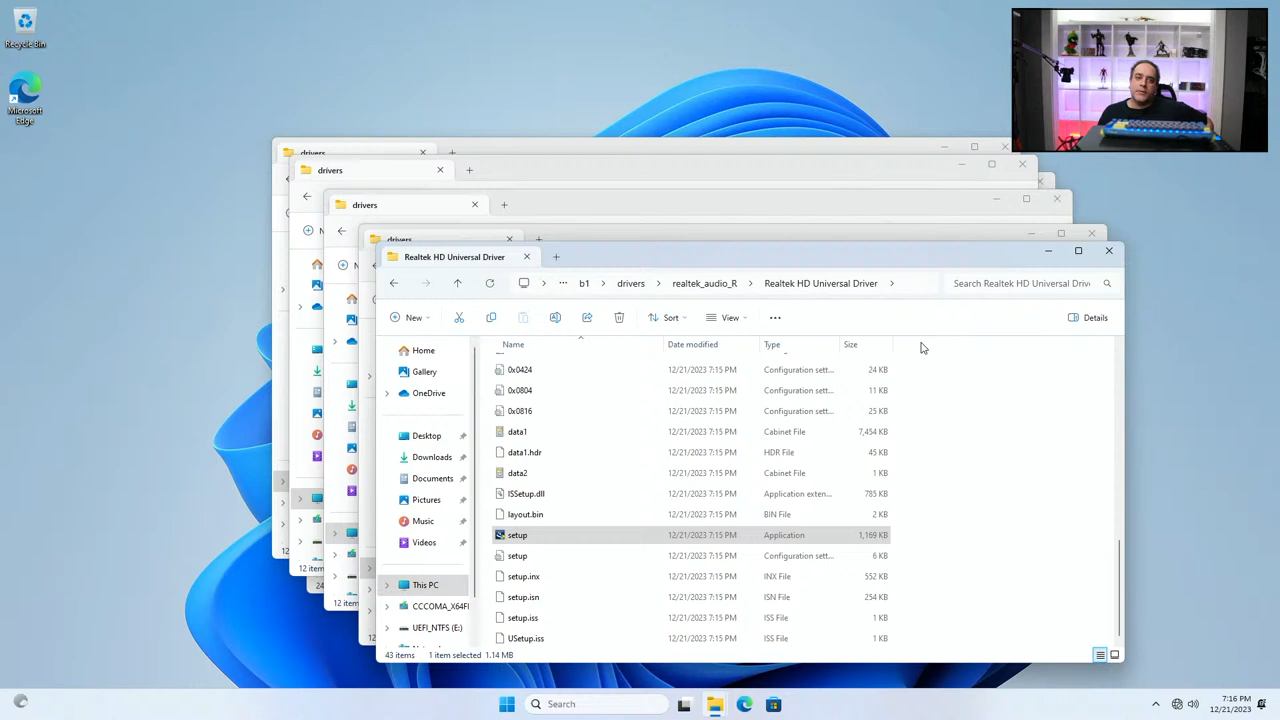 Recycle Bin
Microsoft
Edge
drivers
drivers
drivers
drivers
Realtek HD Universal Driver
b1 drivers realtek_audio_R Realtek HD Universal Driver
Search Realtek HD Universal Driv
New Sort View Details
Name Date modified Type Size
Home
Gallery
OneDrive
Desktop
Downloads
Documents
Pictures
Music
Videos
This PC
CCCOMA_X64F
UEFI_NTFS (E:)
0x0424 12/21/2023 7:15 PM Configuration sett... 24 KB
0x0804 12/21/2023 7:15 PM Configuration sett... 11 KB
0x0816 12/21/2023 7:15 PM Configuration sett... 25 KB
data1 12/21/2023 7:15 PM Cabinet File 7,454 KB
data1.hdr 12/21/2023 7:15 PM HDR File 45 KB
data2 12/21/2023 7:15 PM Cabinet File 1 KB
ISSetup.dll 12/21/2023 7:15 PM Application exten... 785 KB
layout.bin 12/21/2023 7:15 PM BIN File 2 KB
setup 12/21/2023 7:15 PM Application 1,169 KB
setup 12/21/2023 7:15 PM Configuration sett... 6 KB
setup.inx 12/21/2023 7:15 PM INX File 552 KB
setup.isn 12/21/2023 7:15 PM ISN File 254 KB
setup.iss 12/21/2023 7:15 PM ISS File 1 KB
USetup.iss 12/21/2023 7:15 PM ISS File 1 KB
12 item
12 items
24
12 item
12
43 items 1 item selected 1.14 MB
Search
7:16 PM
12/21/2023